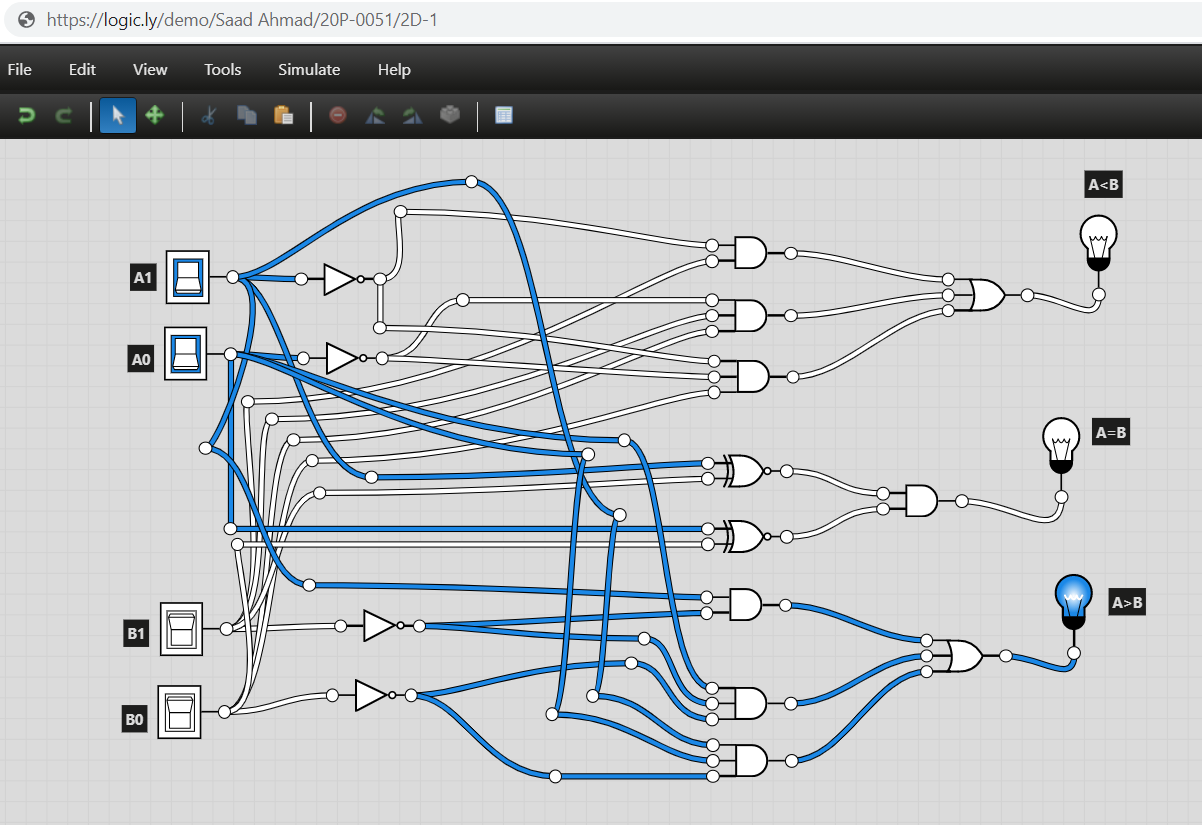 https://logic.ly/demo/Saad Ahmad/20P-0051/2D-1
File Edit View Tools Simulate Help
A<B
A1
A0
A=B
A>B
B1
B0